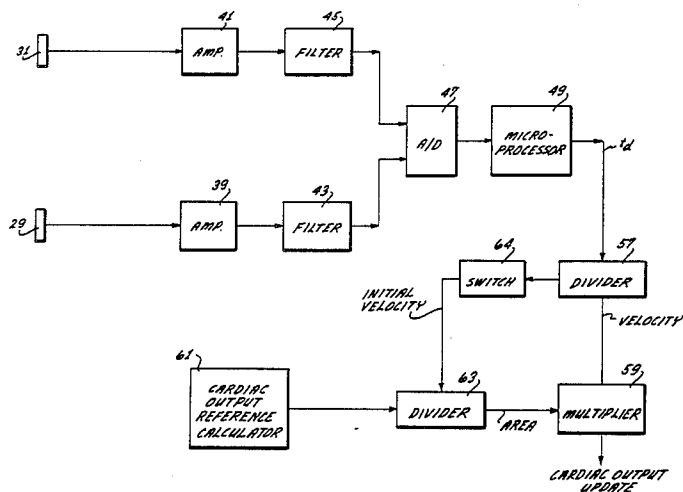 41
45
31
AMP.
FILTER
47
49
A/D
MICRO-
PROCESSOR
td
39
43
29
AMP.
FILTER
64
57
SWITCH
DIVIDER
INITIAL
VELOCITY
VELOCITY
61
63
59
CARDIAC
OUTPUT
REFERENCE
CALCULATOR
DIVIDER
MULTIPLIER
AREA
CARDIAC OUTPUT
UPDATE